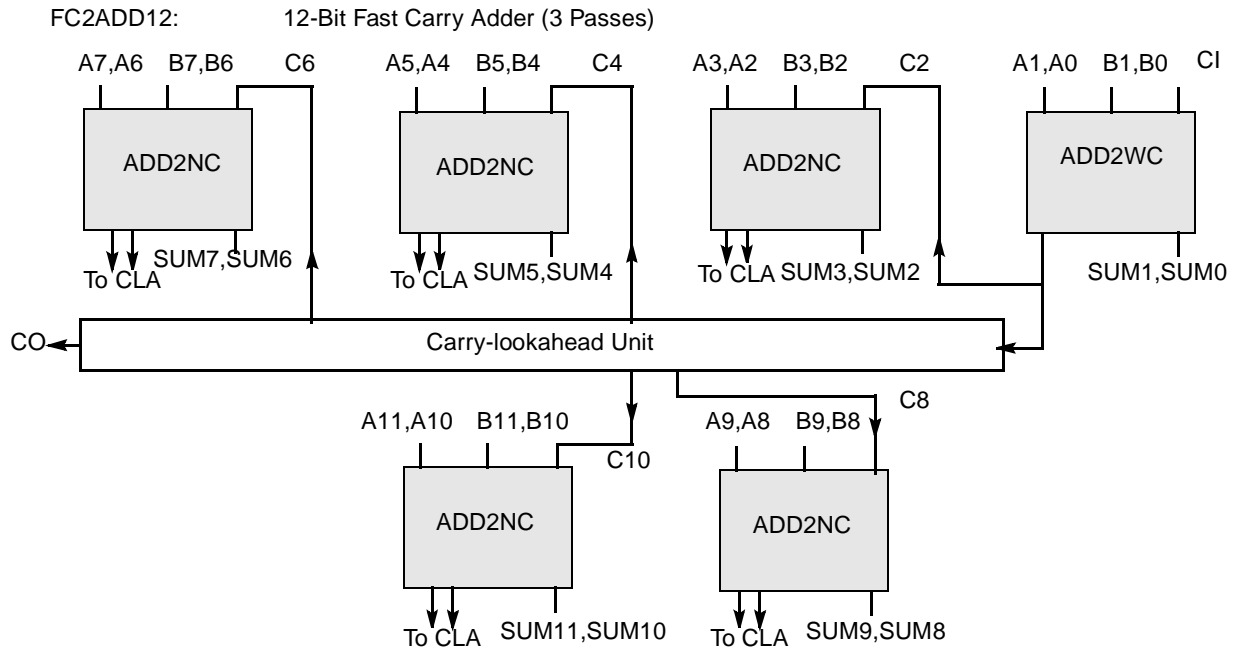 FC2ADD12: 12-Bit Fast Carry Adder (3 Passes)
A7,A6 B7,B6 C6 A5,A4 B5,B4 C4 A3,A2 B3,B2 C2 A1,A0 B1,B0 CI
ADD2NC ADD2NC ADD2NC ADD2WC
To CLA SUM7,SUM6 To CLA SUM5,SUM4 To CLA SUM3,SUM2 SUM1,SUM0
CO Carry-lookahead Unit
C8
A11,A10 B11,B10 A9,A8 B9,B8
C10
ADD2NC ADD2NC
To CLA SUM11,SUM10 To CLA SUM9,SUM8